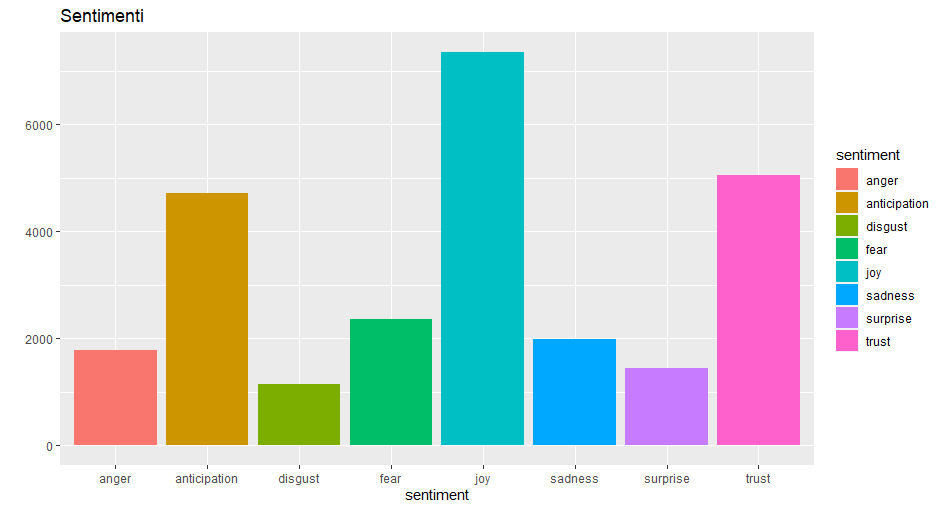 Sentimenti
6000
4000
2000
0
anger anticipation disgust fear joy sadness surprise trust
sentiment
sentiment
anger
anticipation
disgust
fear
joy
sadness
surprise
trust